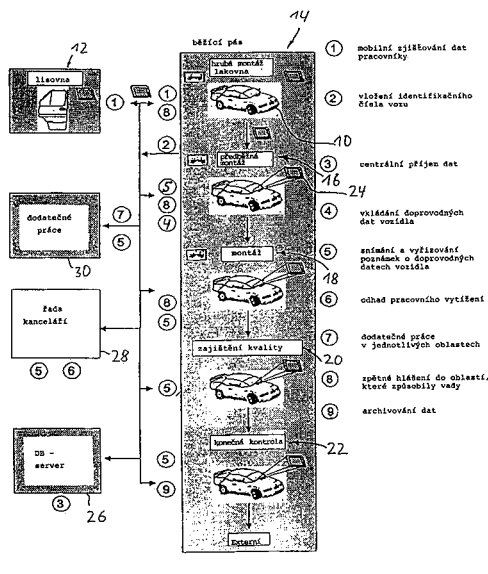 12
lisovna
1
1
8
2
5
8
4
dodatečné
práce
7
5
30
řada
kanceláří
8
5
28
5 6
5
DB -
server
5
9
3
26
běžící pás
14
hrubá montáž
lakovna
10
předběžná
montáž
16
24
montáž
18
zajištění kvality
20
konečná kontrola
22
Externí
1 mobilní zjišťování dat
pracovníky
2 vložení identifikačního
čísla vozu
3 centrální příjem dat
4 vkládání doprovodných
dat vozidla
5 snímání a vyřizování
poznámek o doprovodných
datech vozidla
6 odhad pracovního vytížení
7 dodatečné práce
v jednotlivých oblastech
8 zpětné hlášení do oblastí,
které způsobily vady
9 archivování dat